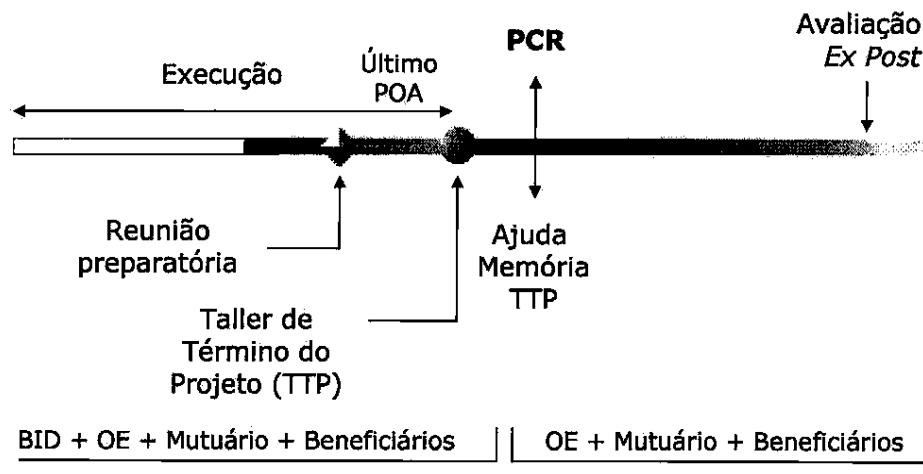 Execução
Último
POA
PCR
Avaliação
Ex Post
Reunião
preparatória
Taller de
Término do
Projeto (TTP)
Ajuda
Memória
TTP
BID + OE + Mutuário + Beneficiários
OE + Mutuário + Beneficiários